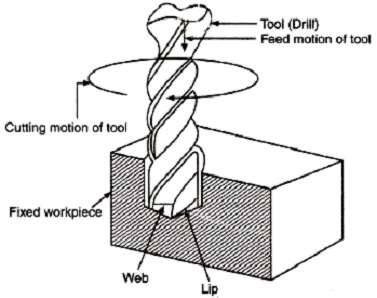 Tool (Drill)
Feed motion of tool
Cutting motion of tool
Fixed workpiece
Web
Lip